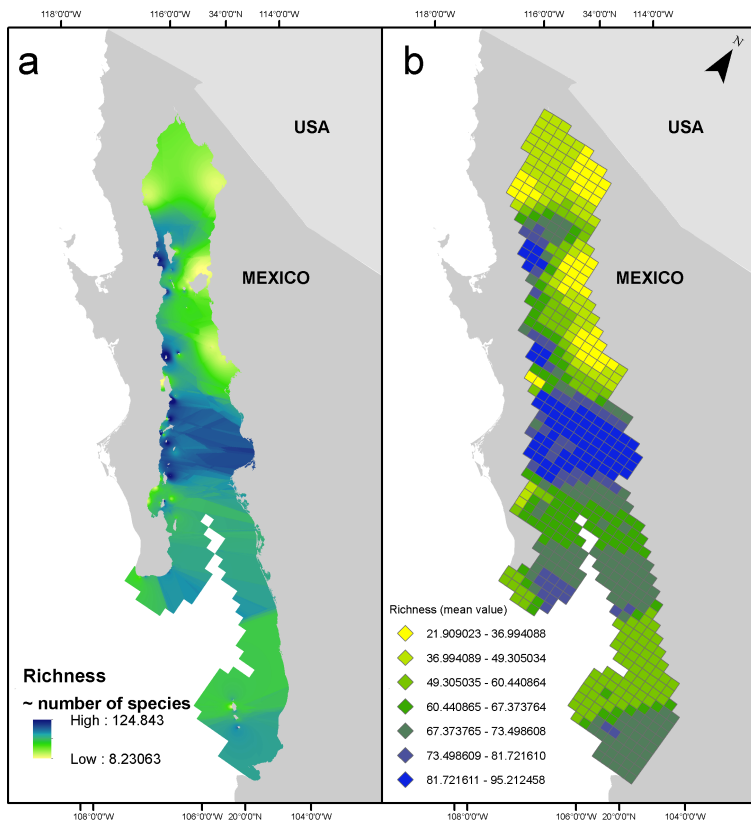 118°0'0"W 116°0'0"W 34°0'0"N 114°0'0"W 118°0'0"W 116°0'0"W 34°0'0"N 114°0'0"W
a
b
N
USA
USA
MEXICO
MEXICO
Richness
~ number of species
High : 124.843
Low : 8.23063
Richness (mean value)
21.909023 - 36.994088
36.994089 - 49.305034
49.305035 - 60.440864
60.440865 - 67.373764
67.373765 - 73.498608
73.498609 - 81.721610
81.721611 - 95.212458
108°0'0"W 106°0'0"W 20°0'0"N 104°0'0"W 108°0'0"W 106°0'0"W 20°0'0"N 104°0'0"W